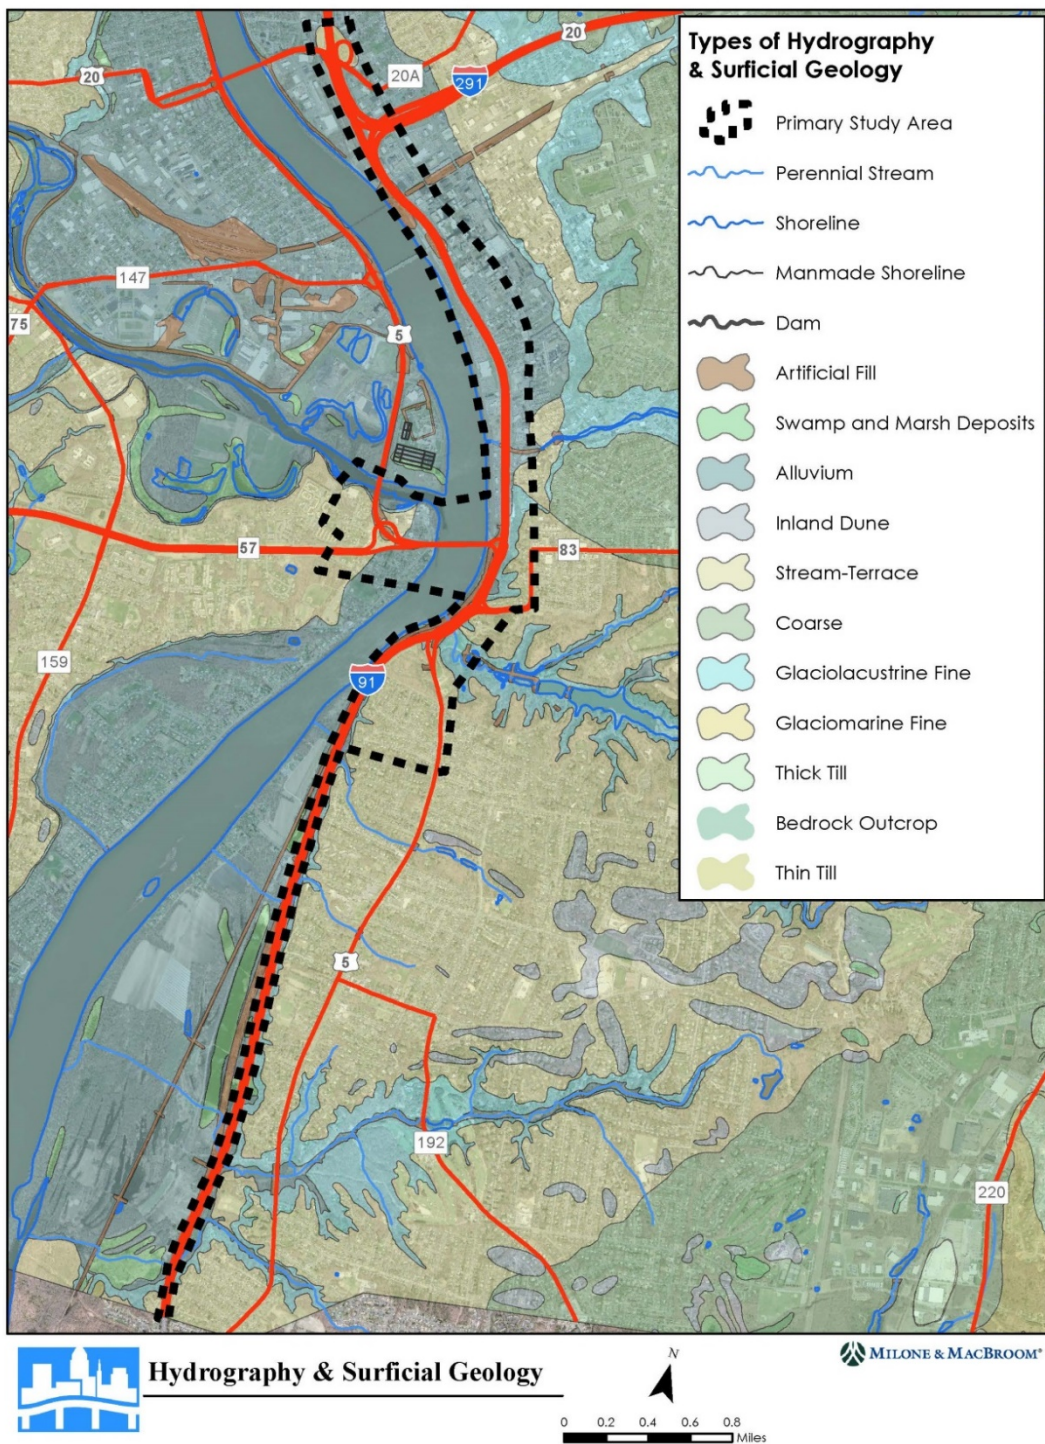 Types of Hydrography
& Surficial Geology
Primary Study Area
Perennial Stream
Shoreline
Manmade Shoreline
Dam
Artificial Fill
Swamp and Marsh Deposits
Alluvium
Inland Dune
Stream-Terrace
Coarse
Glaciolacustrine Fine
Glaciomarine Fine
Thick Till
Bedrock Outcrop
Thin Till
20
20
20A
291
147
75
5
57
83
159
91
5
192
220
Hydrography & Surficial Geology
N
MILONE & MACBROOM®
0 0.2 0.4 0.6 0.8
Miles